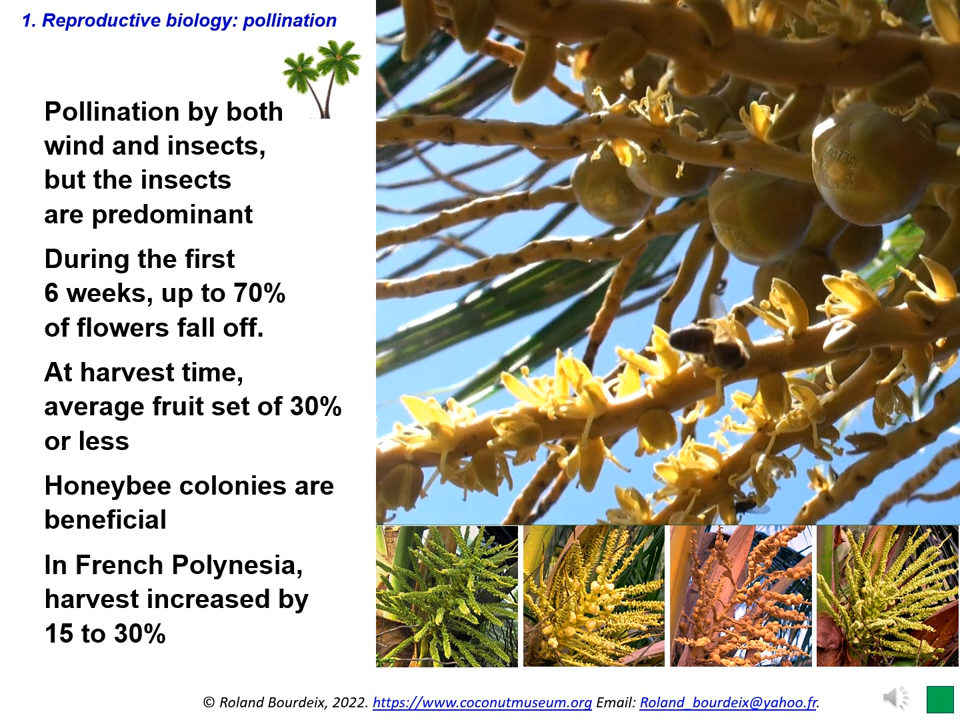 1. Reproductive biology: pollination
Pollination by both
wind and insects,
but the insects
are predominant
During the first
6 weeks, up to 70%
of flowers fall off.
At harvest time,
average fruit set of 30%
or less
Honeybee colonies are
beneficial
In French Polynesia,
harvest increased by
15 to 30%
© Roland Bourdeix, 2022. https://www.coconutmuseum.org Email: Roland_bourdeix@yahoo.fr.